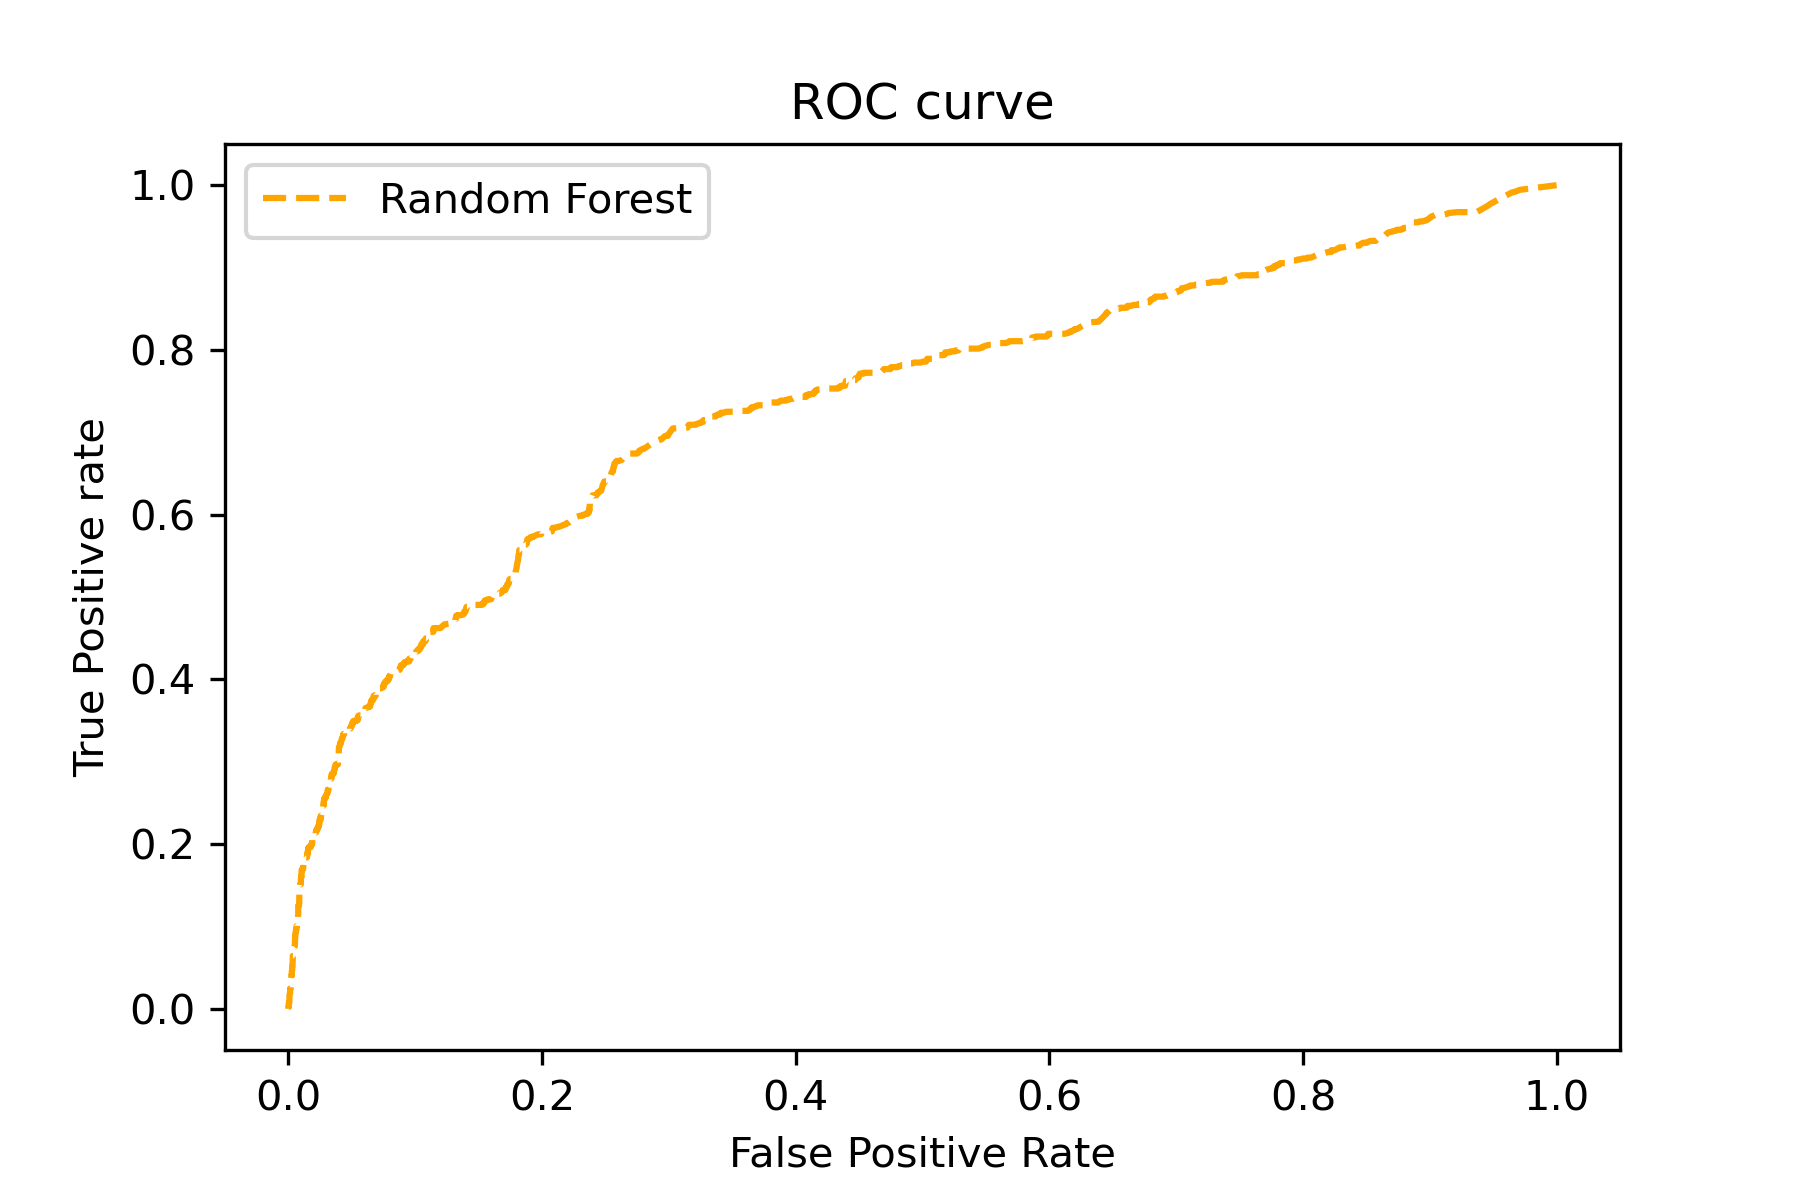 ROC curve
Random Forest
True Positive rate
1.0
0.8
0.6
0.4
0.2
0.0
0.0 0.2 0.4 0.6 0.8 1.0
False Positive Rate